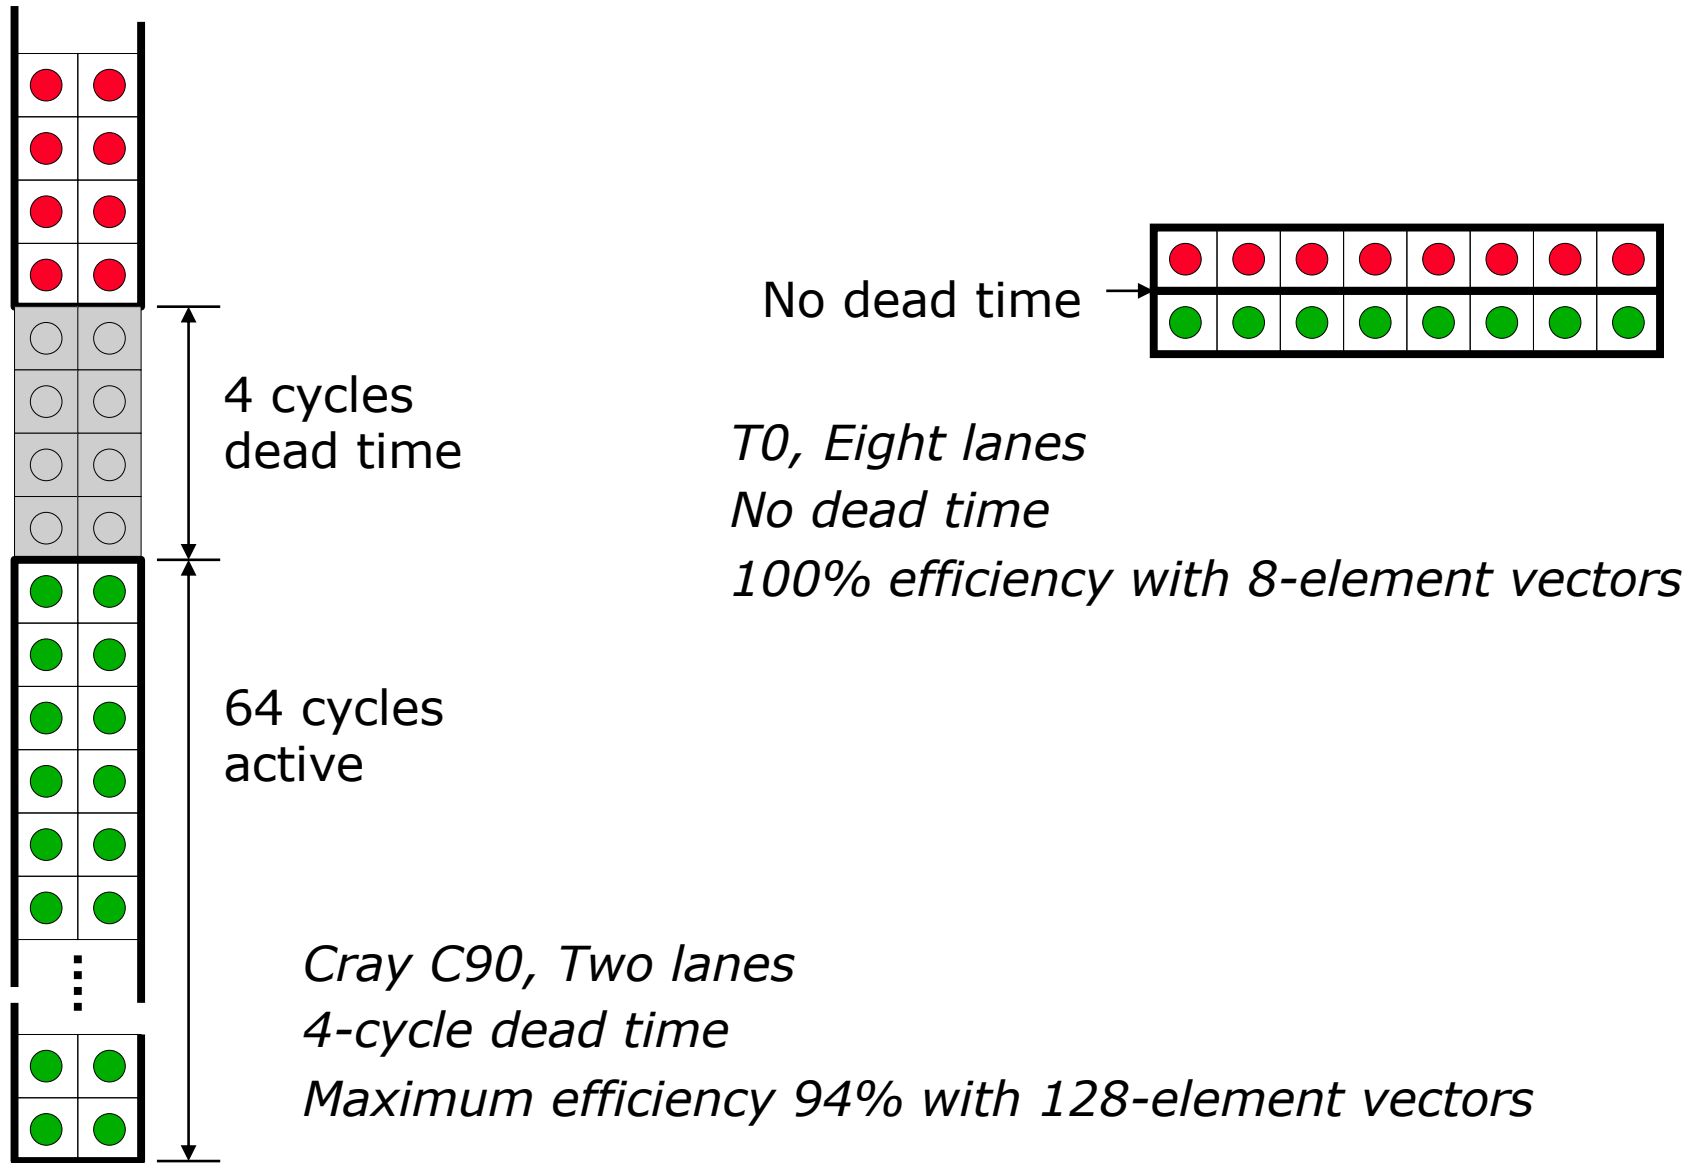 4 cycles
dead time
64 cycles
active
Cray C90, Two lanes
4-cycle dead time
Maximum efficiency 94% with 128-element vectors
No dead time
T0, Eight lanes
No dead time
100% efficiency with 8-element vectors